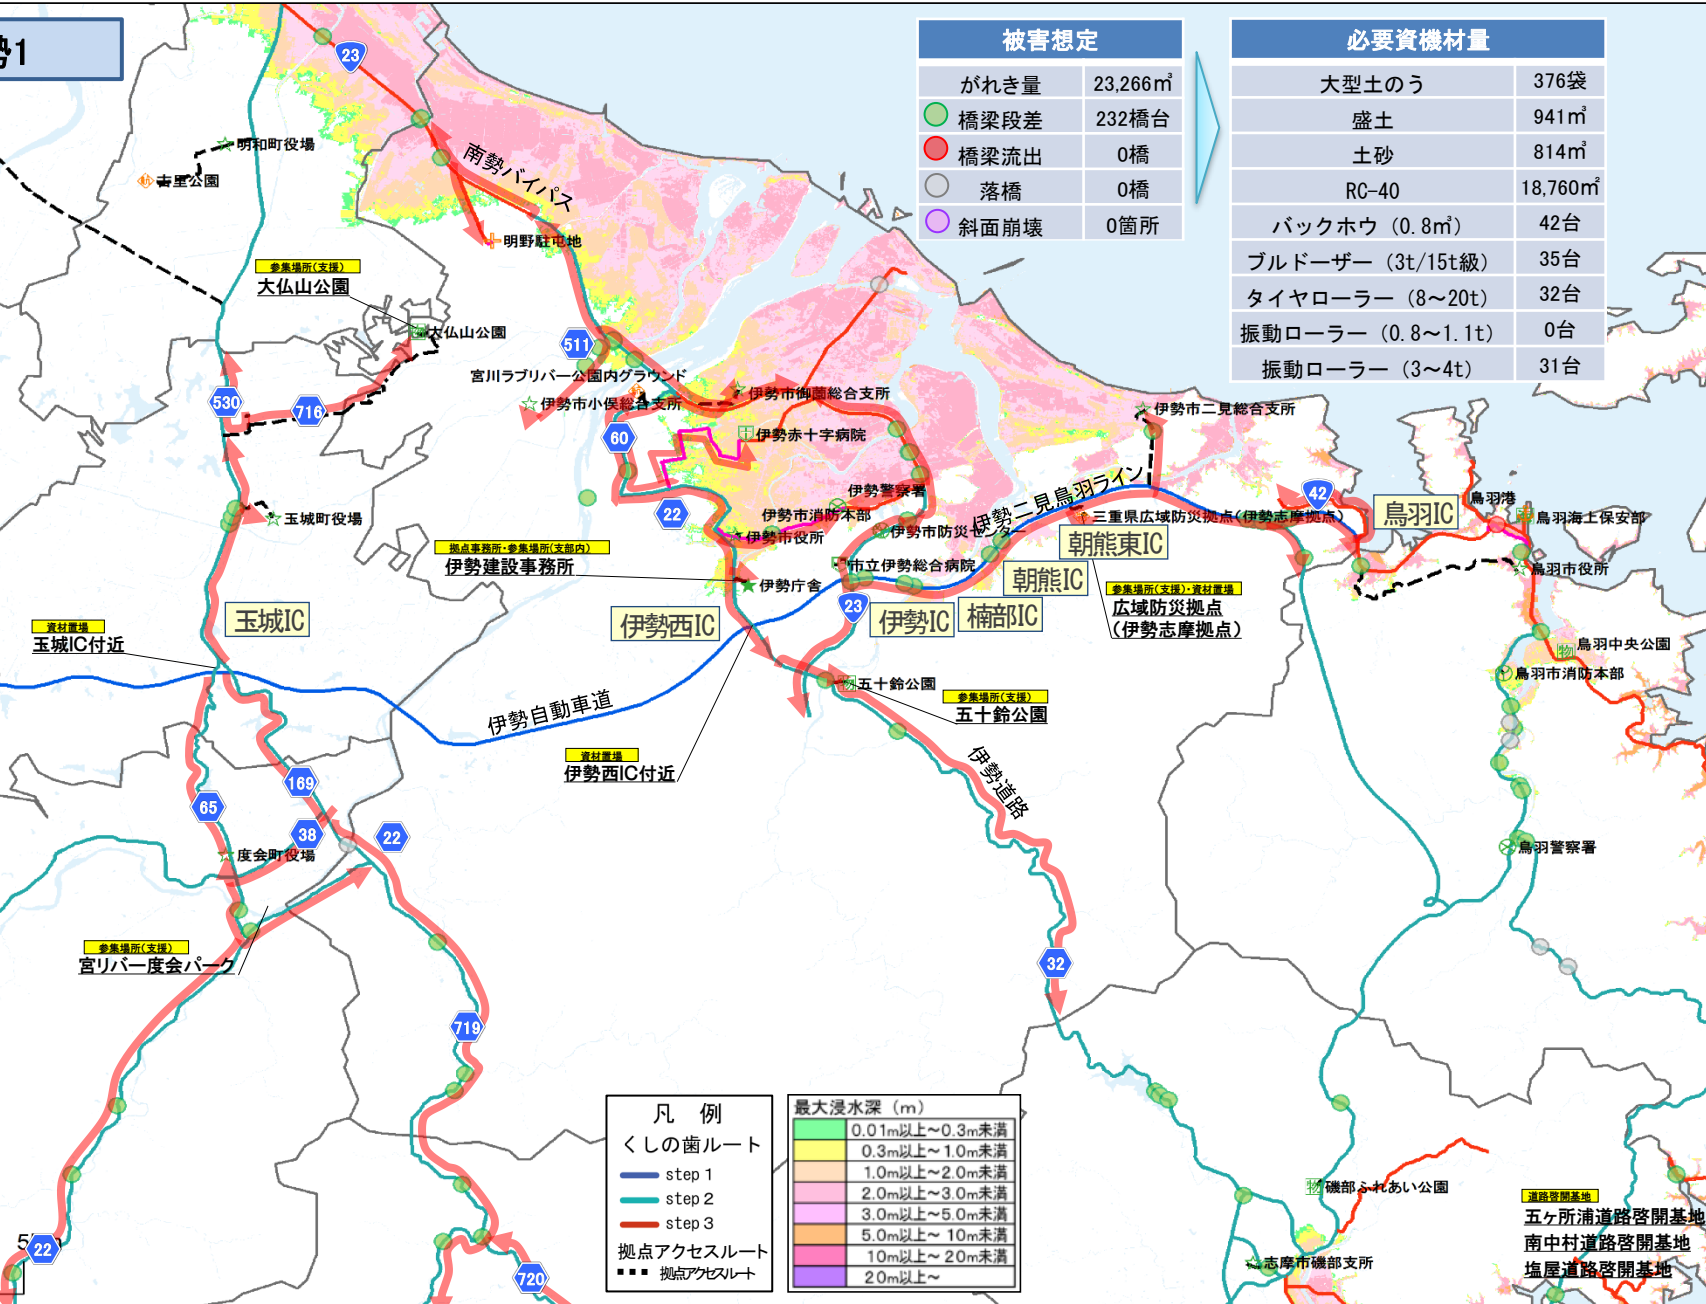 勢1
被害想定
がれき量 23,266㎥
橋梁段差 232橋台
橋梁流出 0橋
落橋 0橋
斜面崩壊 0箇所
必要資機材量
大型土のう 376袋
盛土 941㎥
土砂 814㎥
RC-40 18,760㎥
バックホウ（0.8㎥） 42台
ブルドーザー（3t/15t級） 35台
タイヤローラー（8～20t） 32台
振動ローラー（0.8～1.1t） 0台
振動ローラー（3～4t） 31台
23
明和町役場
南勢バイパス
明野駐屯地
参集場所(支援)
大仏山公園
大仏山公園
511
宮川ラブリバー公園内グラウンド
伊勢市小俣総合支所
伊勢市御薗総合支所
伊勢市二見総合支所
530
716
60
伊勢赤十字病院
22
伊勢警察署
伊勢市消防本部
伊勢市役所
伊勢市防災センター
伊勢二見鳥羽ライン
42
三重県広域防災拠点(伊勢志摩拠点)
鳥羽IC
鳥羽港
鳥羽海上保安部
鳥羽市役所
玉城町役場
拠点事務所・参集場所(支部内)
伊勢建設事務所
伊勢庁舎
市立伊勢総合病院
朝熊東IC
朝熊IC
参集場所(支援)・資材置場
広域防災拠点
（伊勢志摩拠点）
玉城IC
伊勢西IC
23
伊勢IC
楠部IC
資材置場
玉城IC付近
鳥羽中央公園
鳥羽市消防本部
五十鈴公園
参集場所(支援)
五十鈴公園
伊勢自動車道
資材置場
伊勢西IC付近
伊勢道路
169
65
38
22
度会町役場
鳥羽警察署
参集場所(支援)
宮リバー度会パーク
32
719
凡 例
くしの歯ルート
step 1
step 2
step 3
拠点アクセスルート
拠点アクセスルート
最大浸水深（m）
0.01m以上～0.3m未満
0.3m以上～1.0m未満
1.0m以上～2.0m未満
2.0m以上～3.0m未満
3.0m以上～5.0m未満
5.0m以上～ 10m未満
10m以上～ 20m未満
20m以上～
磯部ふれあい公園
道路啓開基地
五ヶ所浦道路啓開基地
南中村道路啓開基地
塩屋道路啓開基地
志摩市磯部支所
22
720